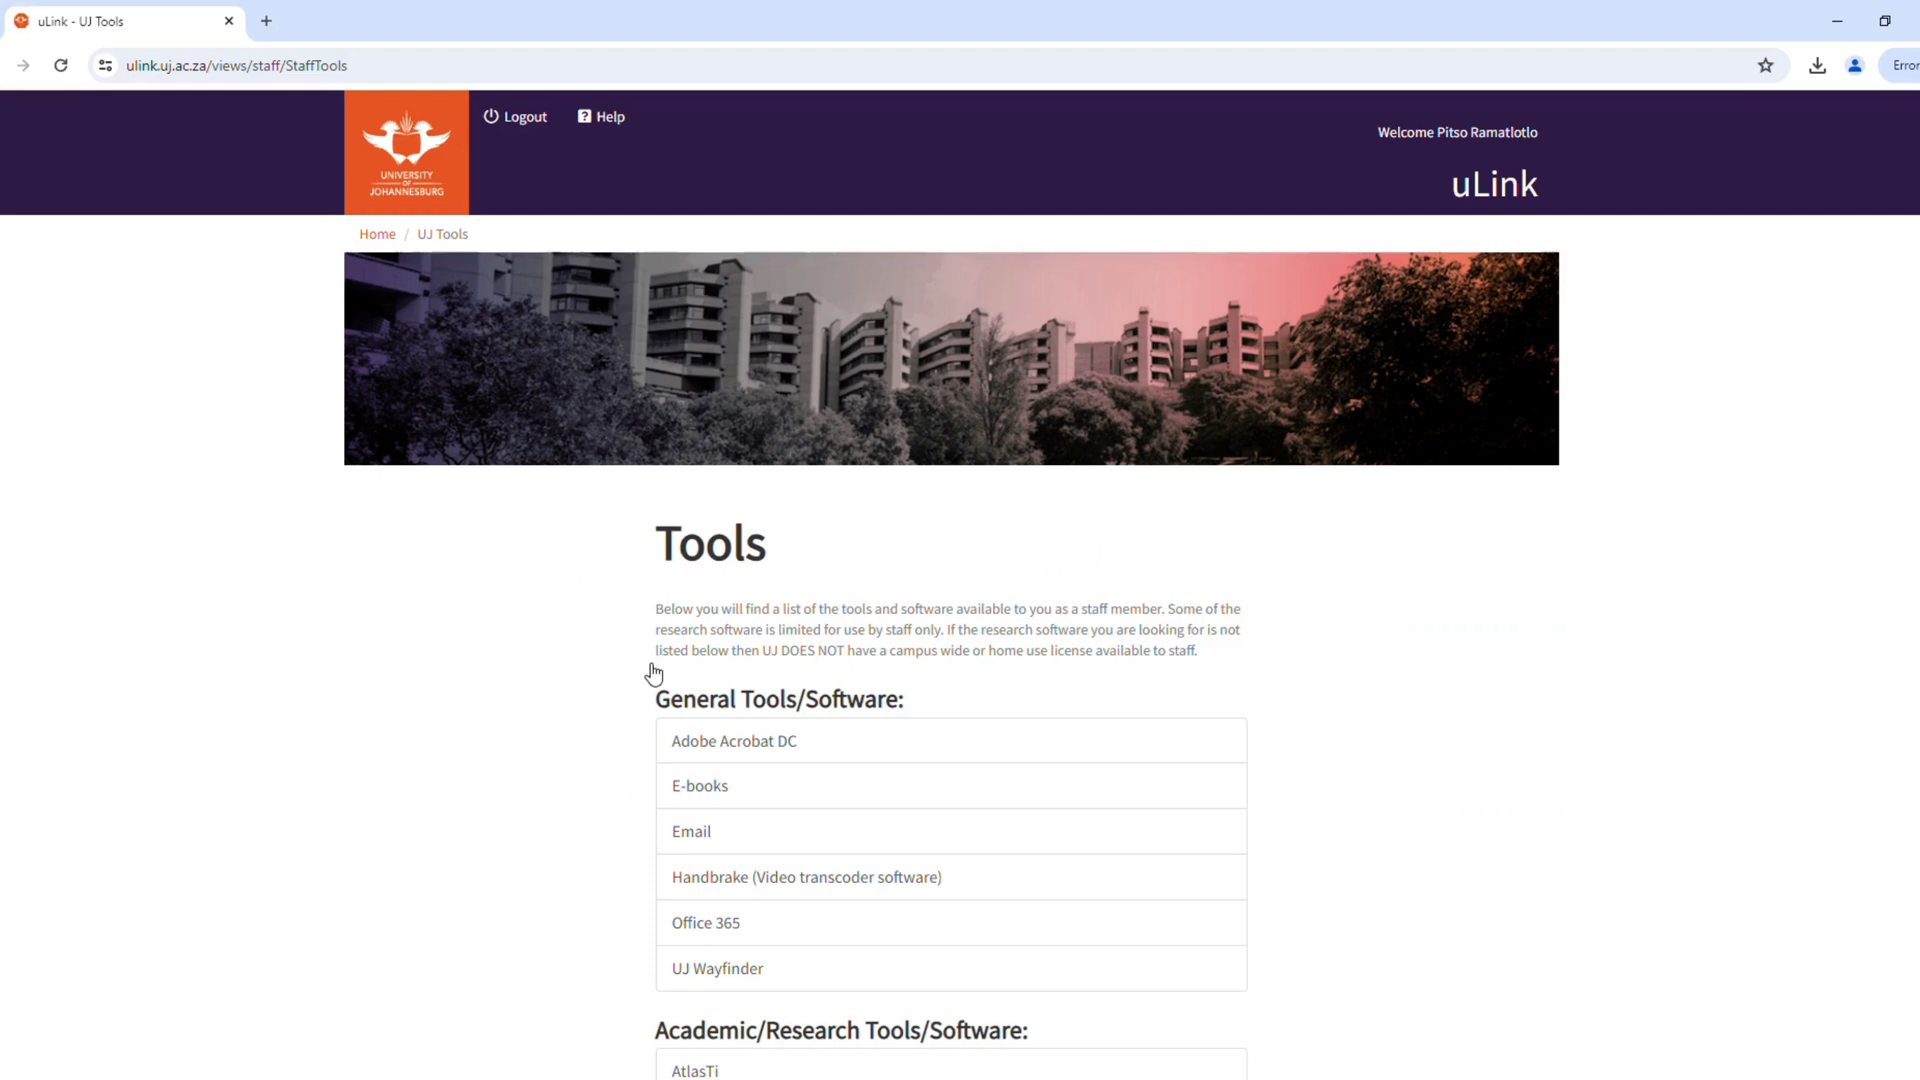 uLink - UJ Tools
ulink.uj.ac.za/views/staff/StaffTools
Error
Logout
Help
Welcome Pitso Ramatlotlo
UNIVERSITY
OF
JOHANNESBURG
uLink
Home / UJ Tools
Tools
Below you will find a list of the tools and software available to you as a staff member. Some of the
research software is limited for use by staff only. If the research software you are looking for is not
listed below then UJ DOES NOT have a campus wide or home use license available to staff.
General Tools/Software:
Adobe Acrobat DC
E-books
Email
Handbrake (Video transcoder software)
Office 365
UJ Wayfinder
Academic/Research Tools/Software:
AtlasTi